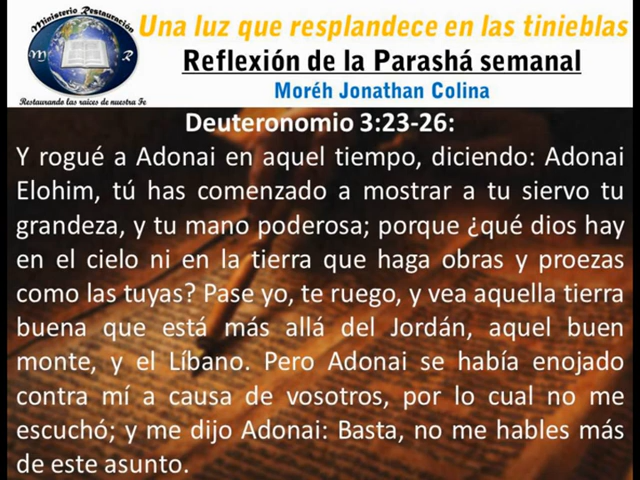 Ministerio Restauración
M R
Restaurando las raíces de nuestra Fe
Una luz que resplandece en las tinieblas
Reflexión de la Parashá semanal
Moréh Jonathan Colina
Deuteronomio 3:23-26:
Y rogué a Adonai en aquel tiempo, diciendo: Adonai
Elohim, tú has comenzado a mostrar a tu siervo tu
grandeza, y tu mano poderosa; porque ¿qué dios hay
en el cielo ni en la tierra que haga obras y proezas
como las tuyas? Pase yo, te ruego, y vea aquella tierra
buena que está más allá del Jordán, aquel buen
monte, y el Líbano. Pero Adonai se había enojado
contra mí a causa de vosotros, por lo cual no me
escuchó; y me dijo Adonai: Basta, no me hables más
de este asunto.